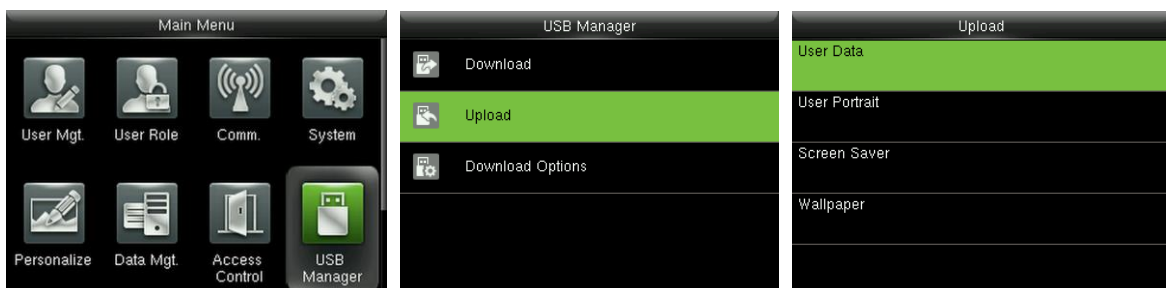 Main Menu
User Mgt.
User Role
Comm.
System
Personalize
Data Mgt.
Access
Control
USB
Manager
USB Manager
Download
Upload
Download Options
Upload
User Data
User Portrait
Screen Saver
Wallpaper